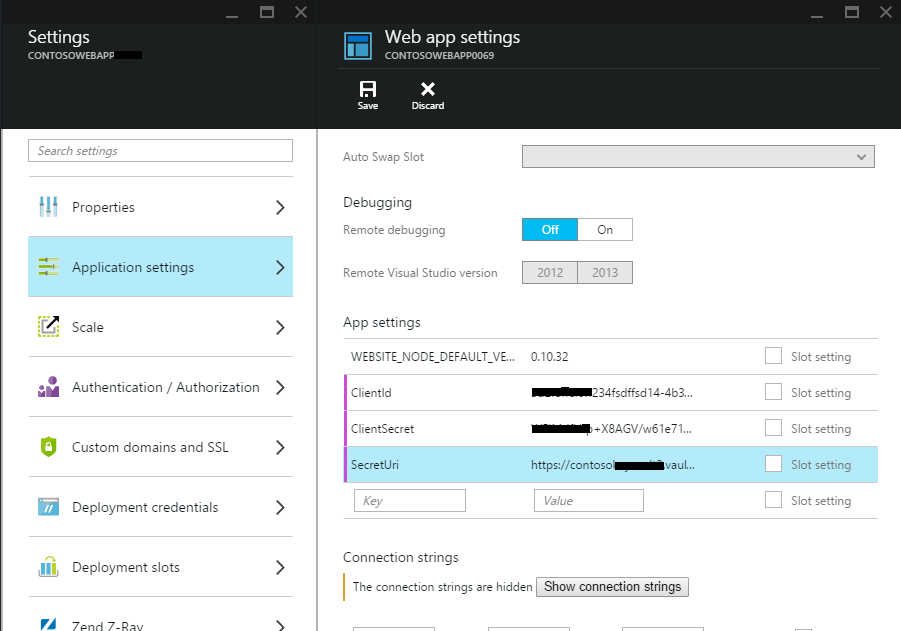 Settings
CONTOSOWEBAPP
Search settings
Properties
Application settings
Scale
Authentication / Authorization
Custom domains and SSL
Deployment credentials
Deployment slots
Zend Z-Ray
Web app settings
CONTOSOWEBAPP0069
Save Discard
Auto Swap Slot
Debugging
Remote debugging Off On
Remote Visual Studio version 2012 2013
App settings
WEBSITE_NODE_DEFAULT_VE... 0.10.32 Slot setting
ClientId 234fsdffsd14-4b3... Slot setting
ClientSecret +X8AGV/w61e71... Slot setting
SecretUri https://contoso .vaul... Slot setting
Key Value Slot setting
Connection strings
The connection strings are hidden Show connection strings